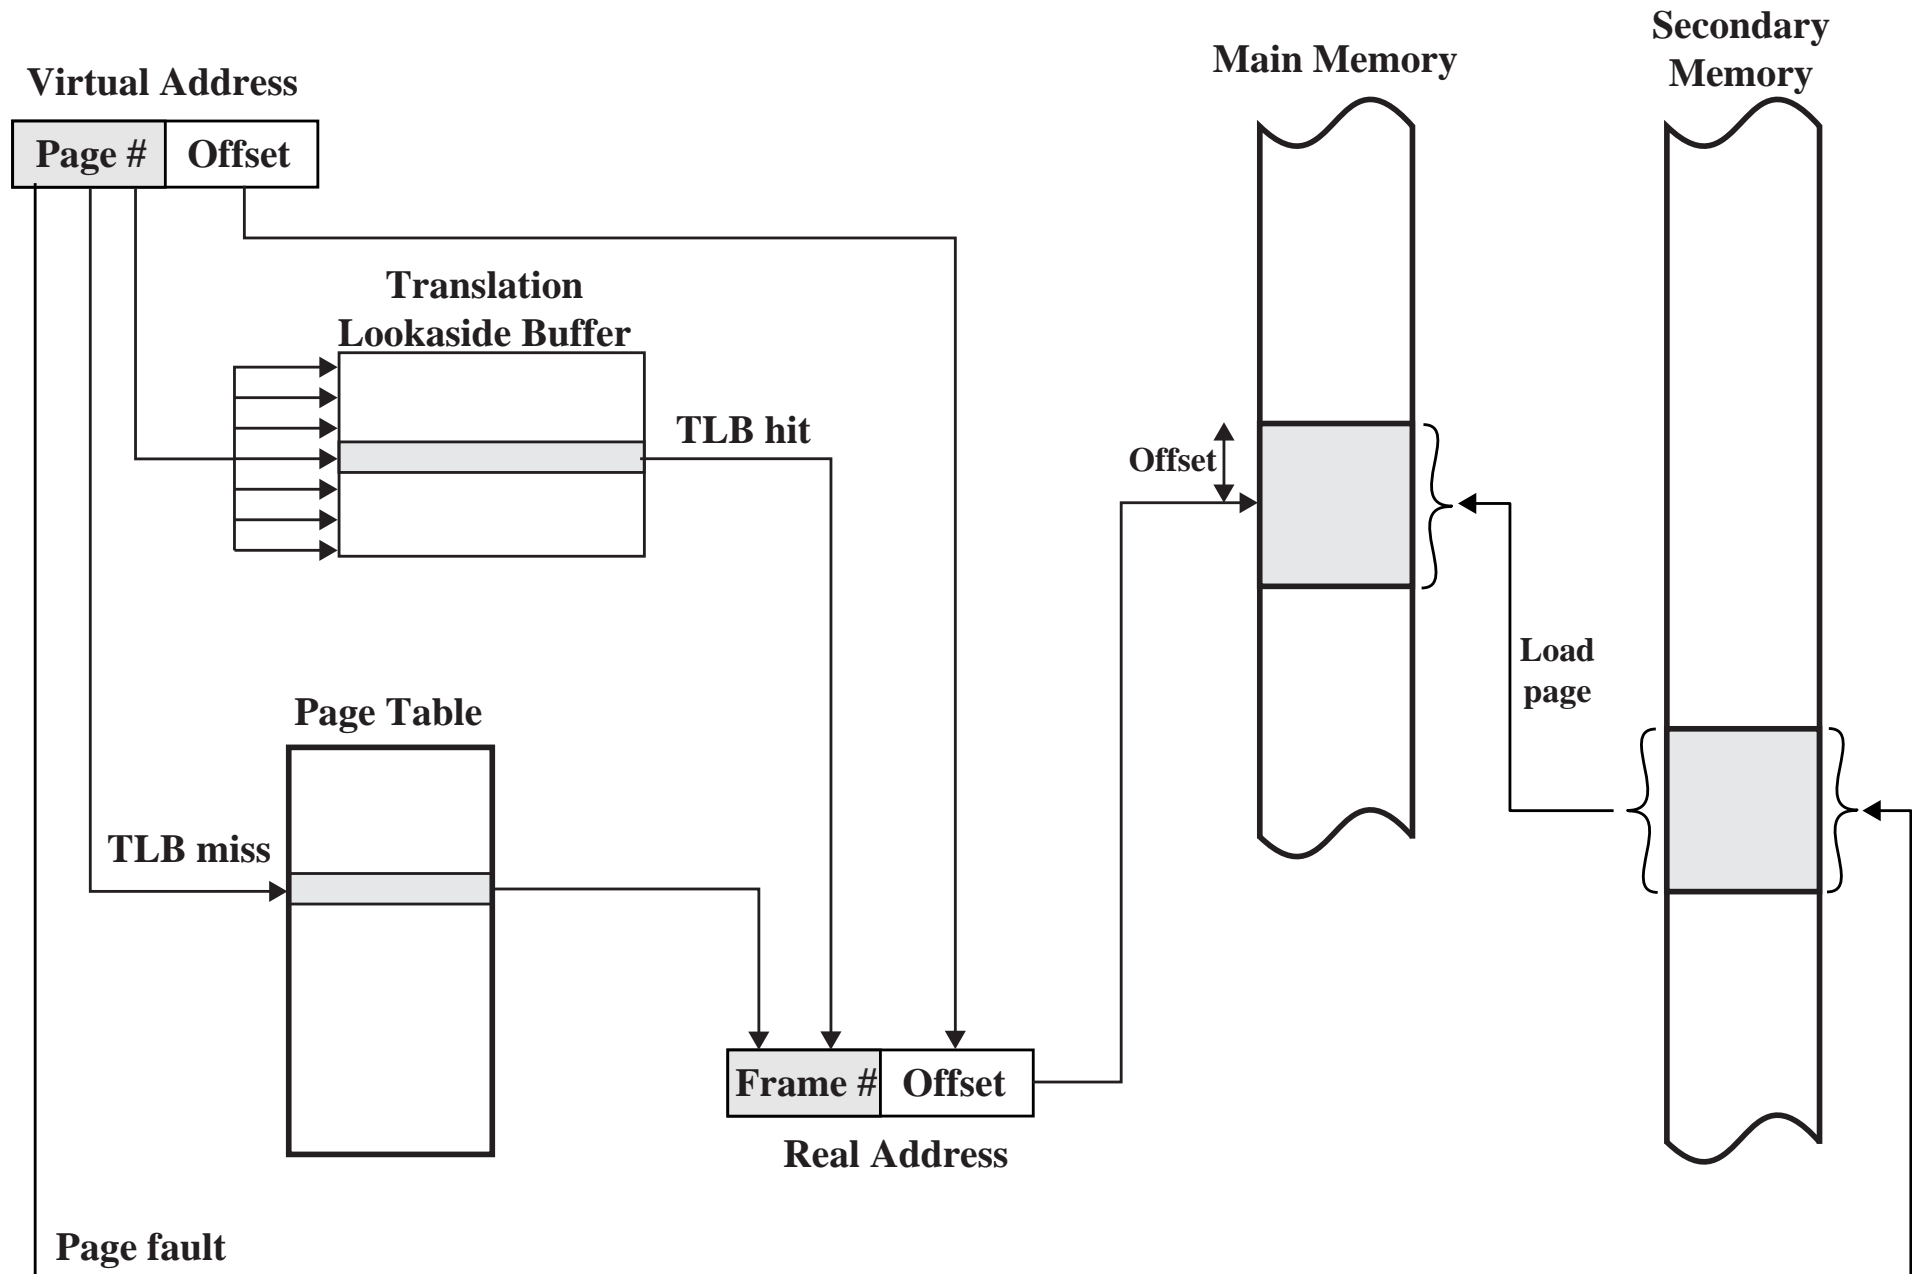 Secondary
Memory
Main Memory
Virtual Address
Page #
Offset
Translation
Lookaside Buffer
TLB hit
Offset
Load
page
Page Table
TLB miss
Frame #
Offset
Real Address
Page fault